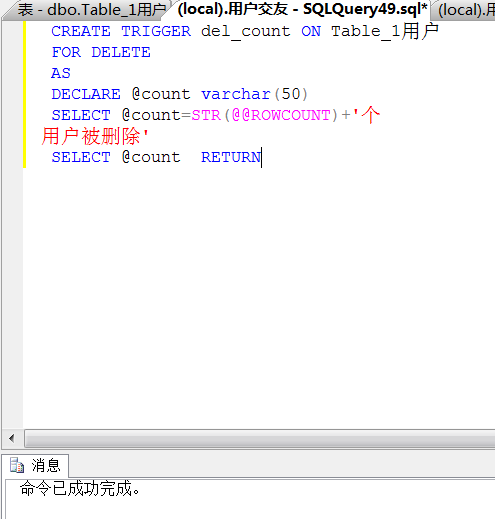 表 - dbo.Table_1用户
(local).用户交友 - SQLQuery49.sql*
(local).用
CREATE TRIGGER del_count ON Table_1用户
FOR DELETE
AS
DECLARE @count varchar(50)
SELECT @count=STR(@@ROWCOUNT)+'个
用户被删除'
SELECT @count  RETURN
消息
命令已成功完成。